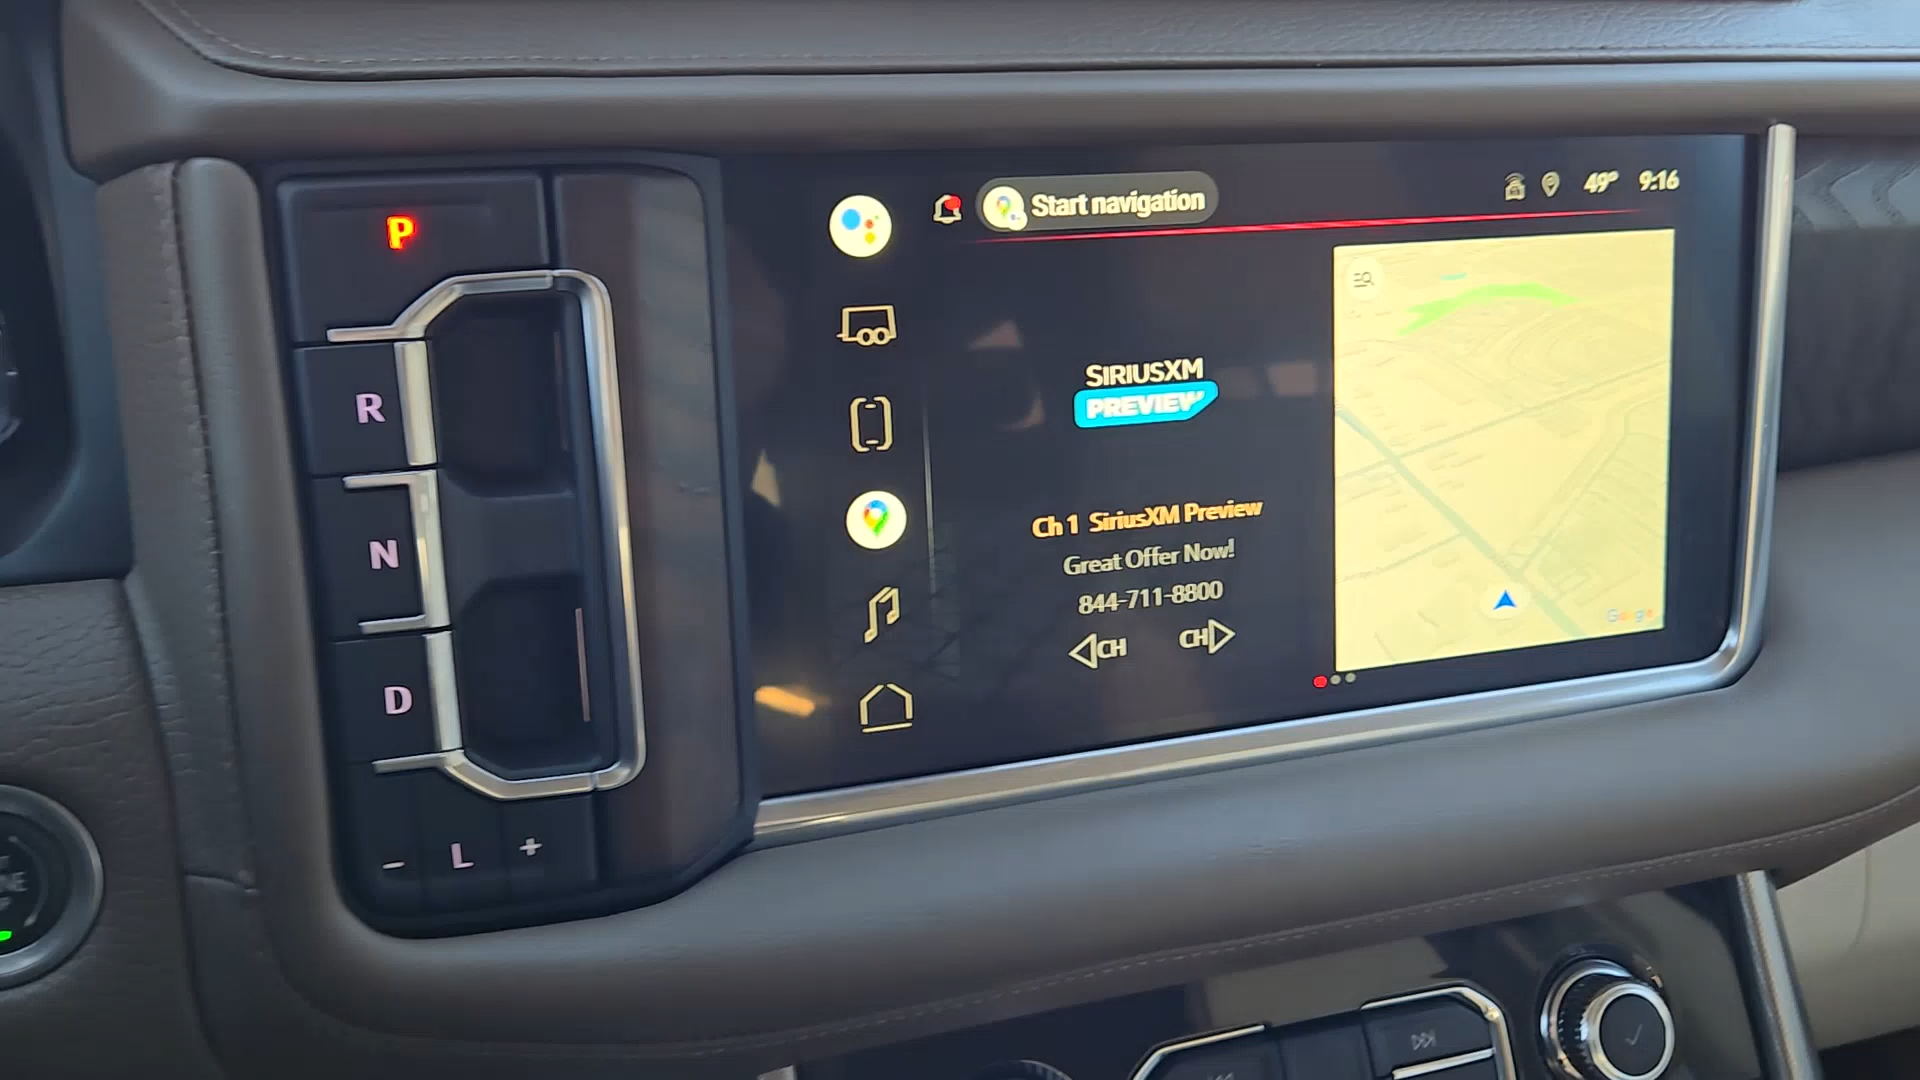 P
R
N
D
- L +
Start navigation
49°
9:16
SIRIUSXM
PREVIEW
Ch 1 SiriusXM Preview
Great Offer Now!
844-711-8800
CH
CH
Google